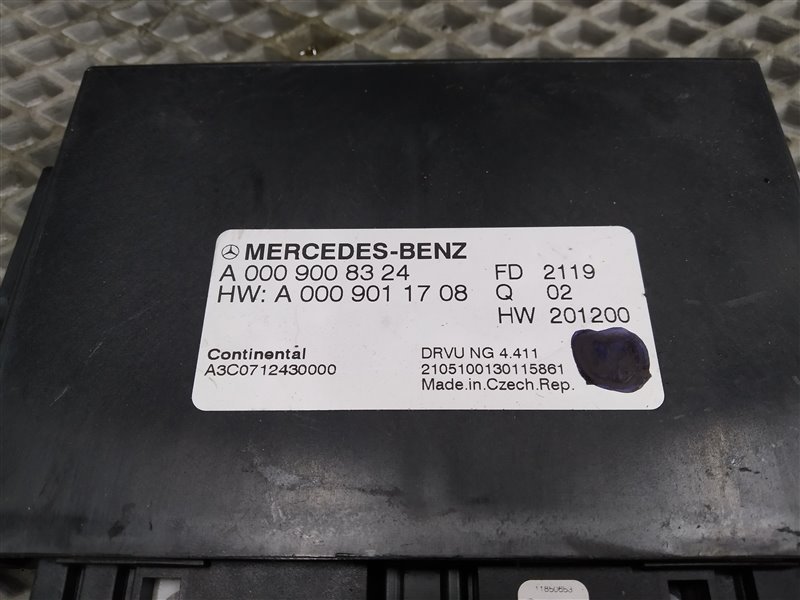 MERCEDES-BENZ
A 000 900 83 24 FD 2119
HW: A 000 901 17 08 Q 02
HW 201200
Continental DRVU NG 4.411
A3C0712430000 2105100130115861
Made.in.Czech.Rep.
11850653